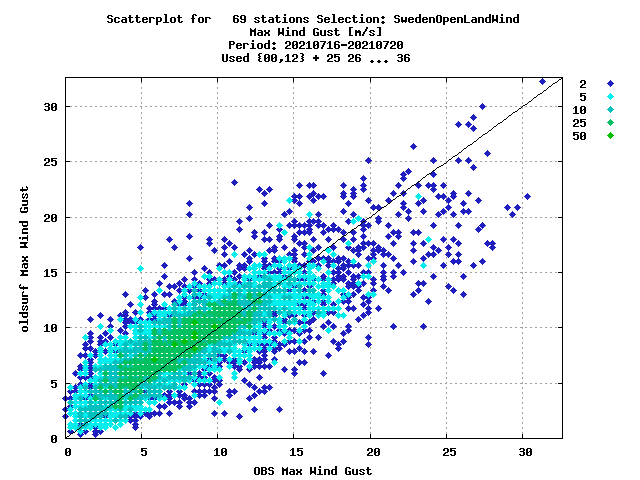 Scatterplot for 69 stations Selection: SwedenOpenLandWind
Max Wind Gust [m/s]
Period: 20210716-20210720
Used {00,12} + 25 26 ... 36
2
5
10
25
50
30
25
20
15
10
5
0
oldsurf Max Wind Gust
0 5 10 15 20 25 30
OBS Max Wind Gust